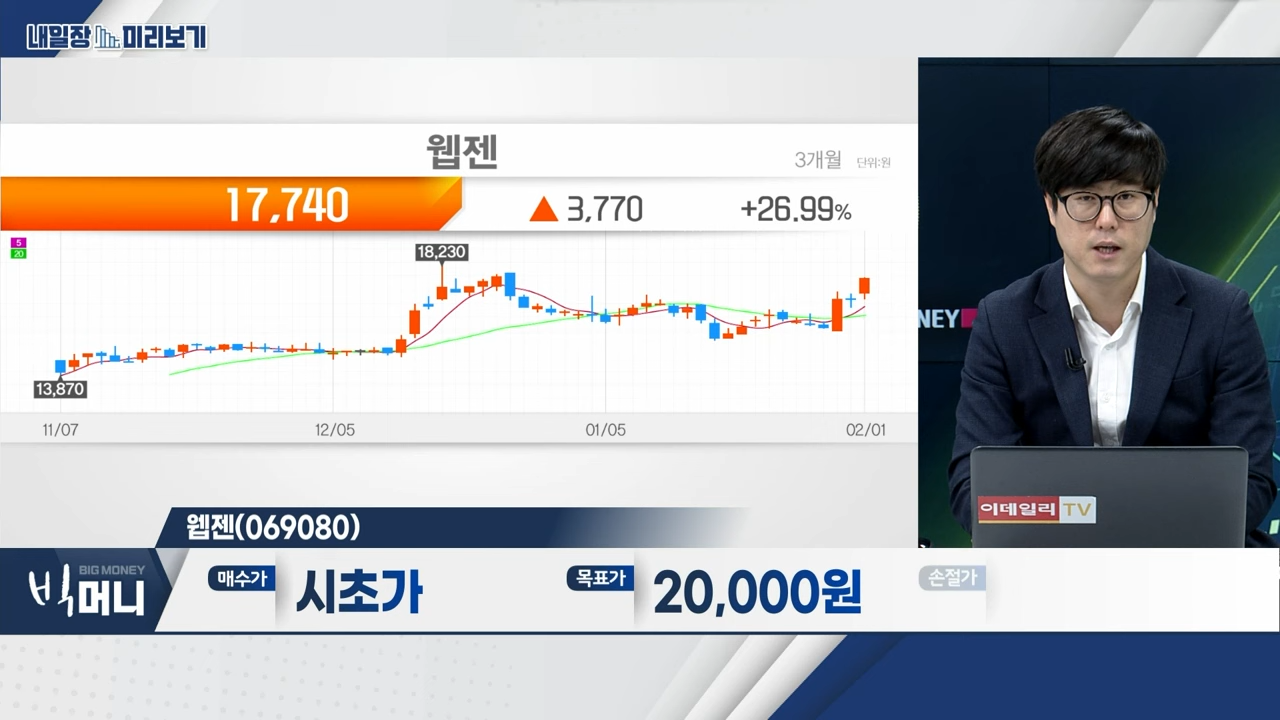 내일장 미리보기
웹젠
3개월 단위:원
17,740 ▲ 3,770 +26.99%
5
20
18,230
13,870
11/07 12/05 01/05 02/01
NEY
이데일리 TV
웹젠(069080)
BIG MONEY
빅머니
매수가 시초가 목표가 20,000원 손절가